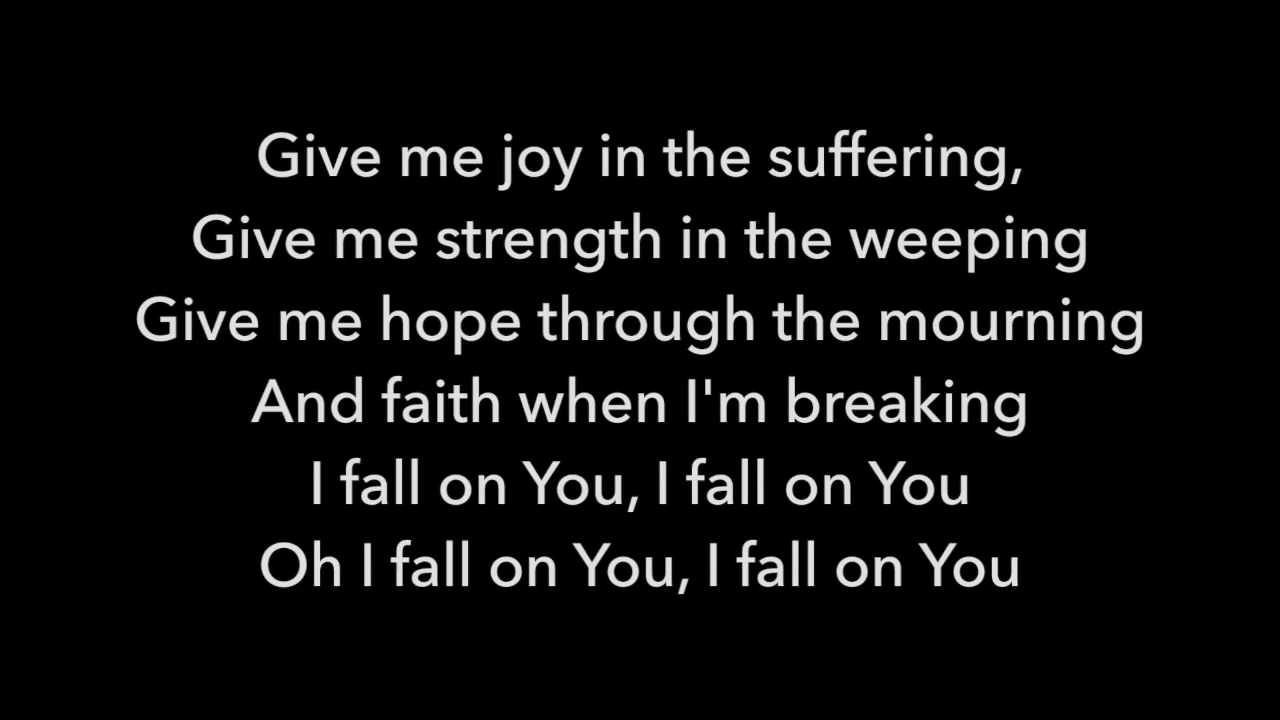 Give me joy in the suffering,
Give me strength in the weeping
Give me hope through the mourning
And faith when I'm breaking
I fall on You, I fall on You
Oh I fall on You, I fall on You